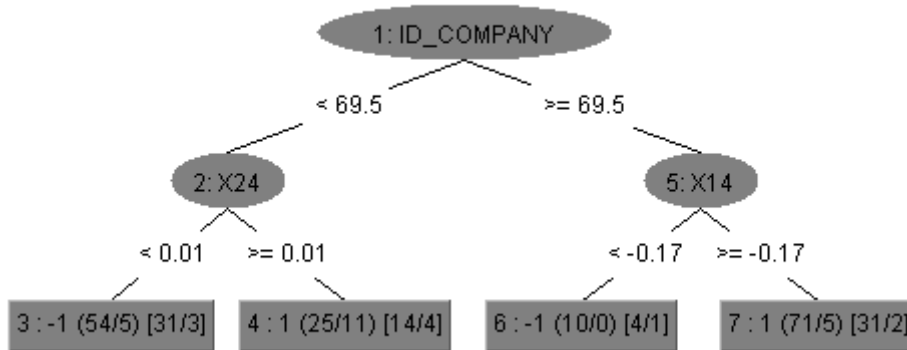 1: ID_COMPANY
< 69.5 >= 69.5
2: X24 5: X14
< 0.01 >= 0.01 < -0.17 >= -0.17
3 : -1 (54/5) [31/3] 4 : 1 (25/11) [14/4] 6 : -1 (10/0) [4/1] 7 : 1 (71/5) [31/2]